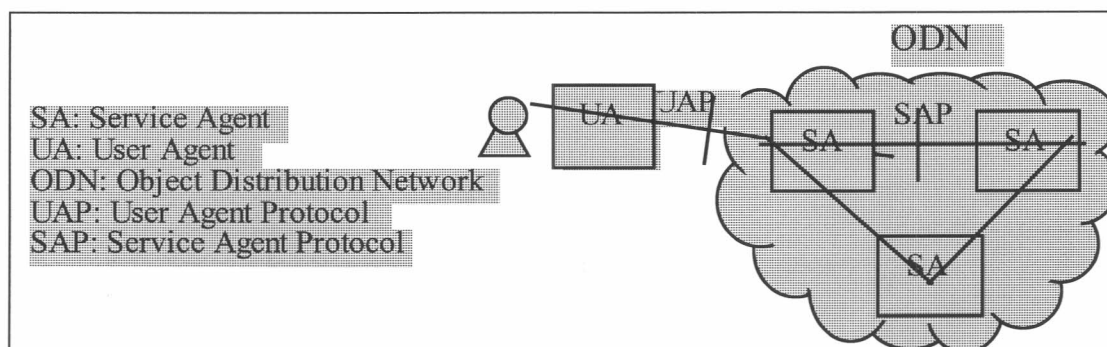 ODN
SA: Service Agent
UA: User Agent
ODN: Object Distribution Network
UAP: User Agent Protocol
SAP: Service Agent Protocol
UA
UAP
SA
SAP
SA
SA